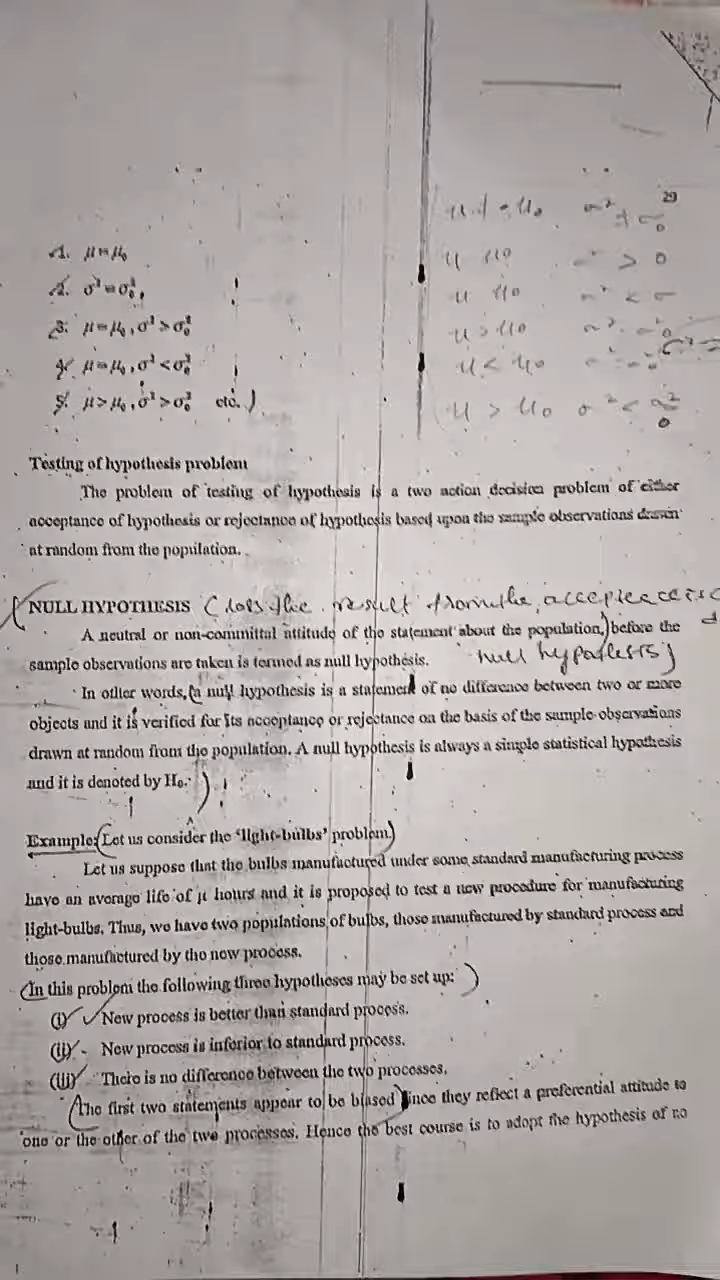 29
1. μ = μ₀
2. σ² = σ₀²,
3. μ = μ₀, σ² > σ₀²
4. μ = μ₀, σ² < σ₀²
5. μ > μ₀, σ² > σ₀² etc.)
μ > μ₀ σ² < σ₀²
Testing of hypothesis problem
The problem of testing of hypothesis is a two action decision problem of either
acceptance of hypothesis or rejectance of hypothesis based upon the sample observations drawn
at random from the population.
NULL HYPOTHESIS ( the result from the
A neutral or non-committal attitude of the statement about the population, before the
sample observations are taken is termed as null hypothesis. null hypothesis)
In other words, (a null hypothesis is a statement of no difference between two or more
objects and it is verified for its acceptance or rejectance on the basis of the sample observations
drawn at random from the population. A null hypothesis is always a simple statistical hypothesis
and it is denoted by H₀. )
Example: (Let us consider the 'light-bulbs' problem)
Let us suppose that the bulbs manufactured under some standard manufacturing process
have an average life of μ hours and it is proposed to test a new procedure for manufacturing
light-bulbs. Thus, we have two populations of bulbs, those manufactured by standard process and
those manufactured by the new process.
(In this problem the following three hypotheses may be set up: )
(i) New process is better than standard process.
(ii) New process is inferior to standard process.
(iii) There is no difference between the two processes.
(The first two statements appear to be biased) since they reflect a preferential attitude to
one or the other of the two processes. Hence the best course is to adopt the hypothesis of no